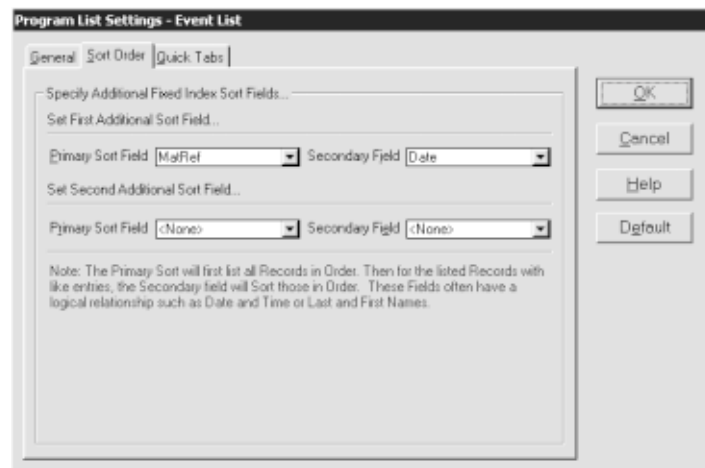 Program List Settings - Event List
General Sort Order Quick Tabs
Specify Additional Fixed Index Sort Fields...
Set First Additional Sort Field...
Primary Sort Field MatRef Secondary Field Date
Set Second Additional Sort Field...
Primary Sort Field <None> Secondary Field <None>
Note: The Primary Sort will first list all Records in Order. Then for the listed Records with
like entries, the Secondary field will Sort those in Order. These Fields often have a
logical relationship such as Date and Time or Last and First Names.
OK
Cancel
Help
Default